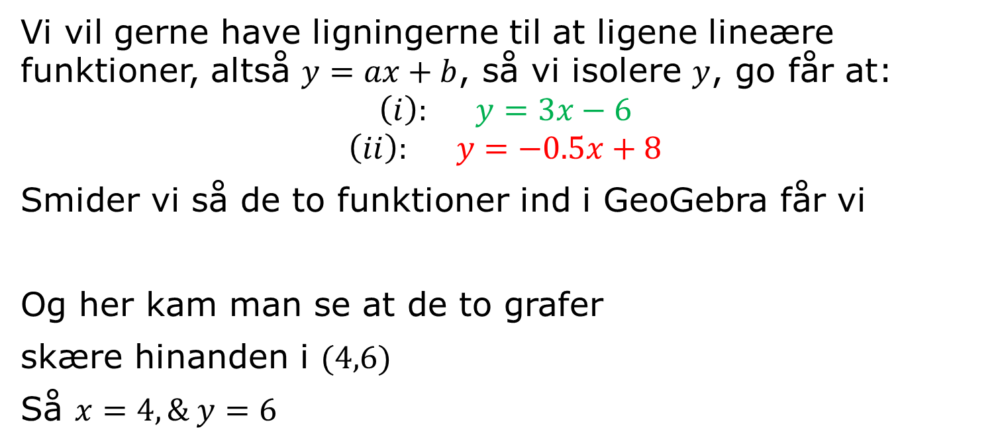 Vi vil gerne have ligningerne til at ligene lineære
funktioner, altså y = ax + b, så vi isolere y, go får at:
(i): y = 3x − 6
(ii): y = −0.5x + 8
Smider vi så de to funktioner ind i GeoGebra får vi
Og her kam man se at de to grafer
skære hinanden i (4,6)
Så x = 4, & y = 6